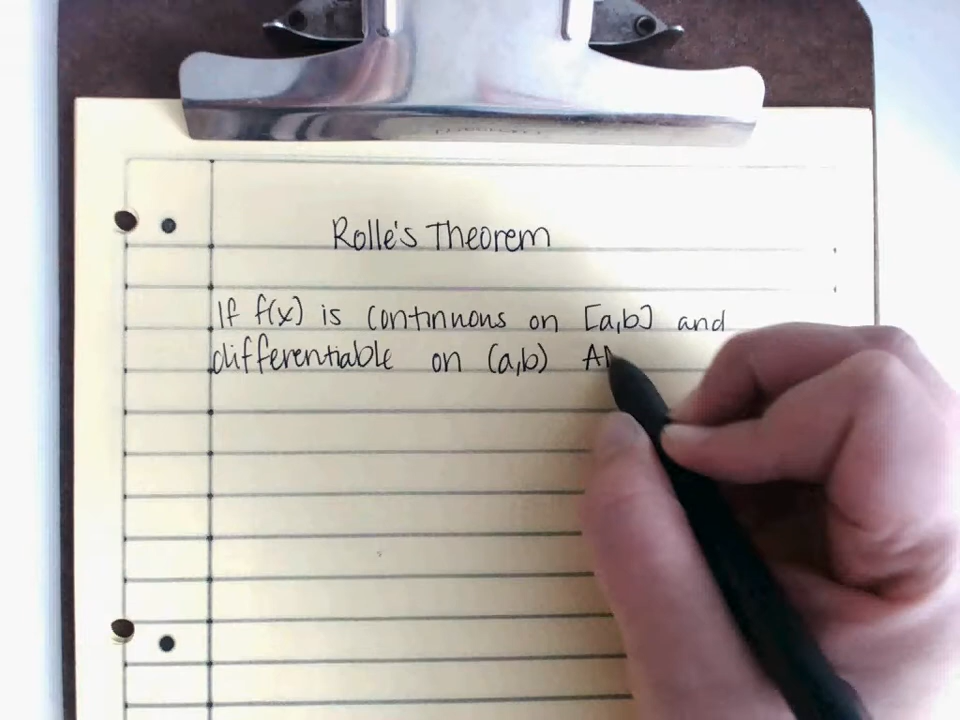 Rolle's Theorem
If f(x) is continuous on [a,b] and
differentiable on (a,b)